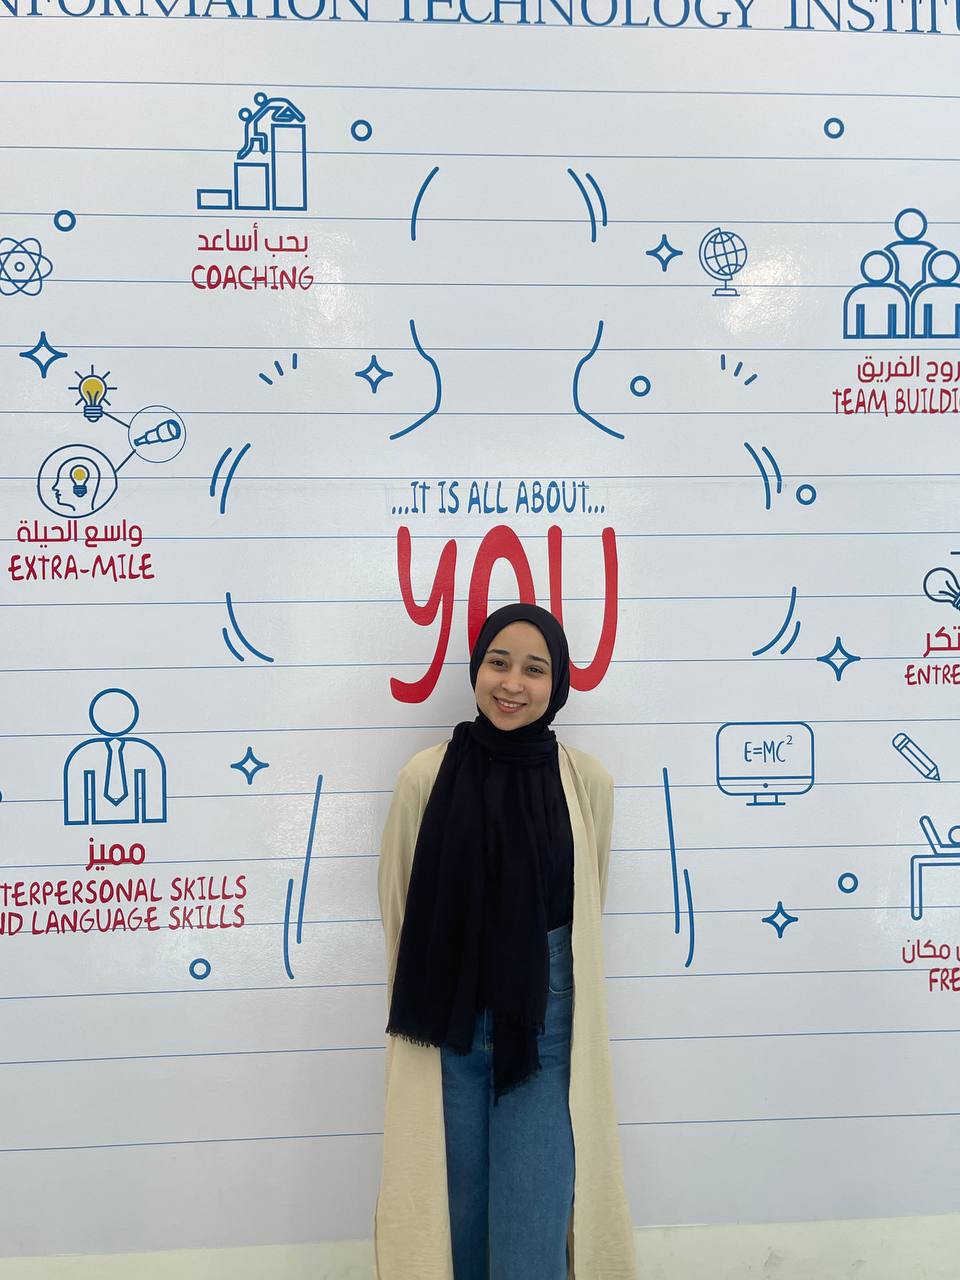 INFORMATION TECHNOLOGY INSTITU
بحب أساعد
COACHING
روح الفريق
TEAM BUILDI
...IT IS ALL ABOUT...
YOU
واسع الحيلة
EXTRA-MILE
تكر
ENTRE
E=MC²
مميز
TERPERSONAL SKILLS
ND LANGUAGE SKILLS
مكان
FRE